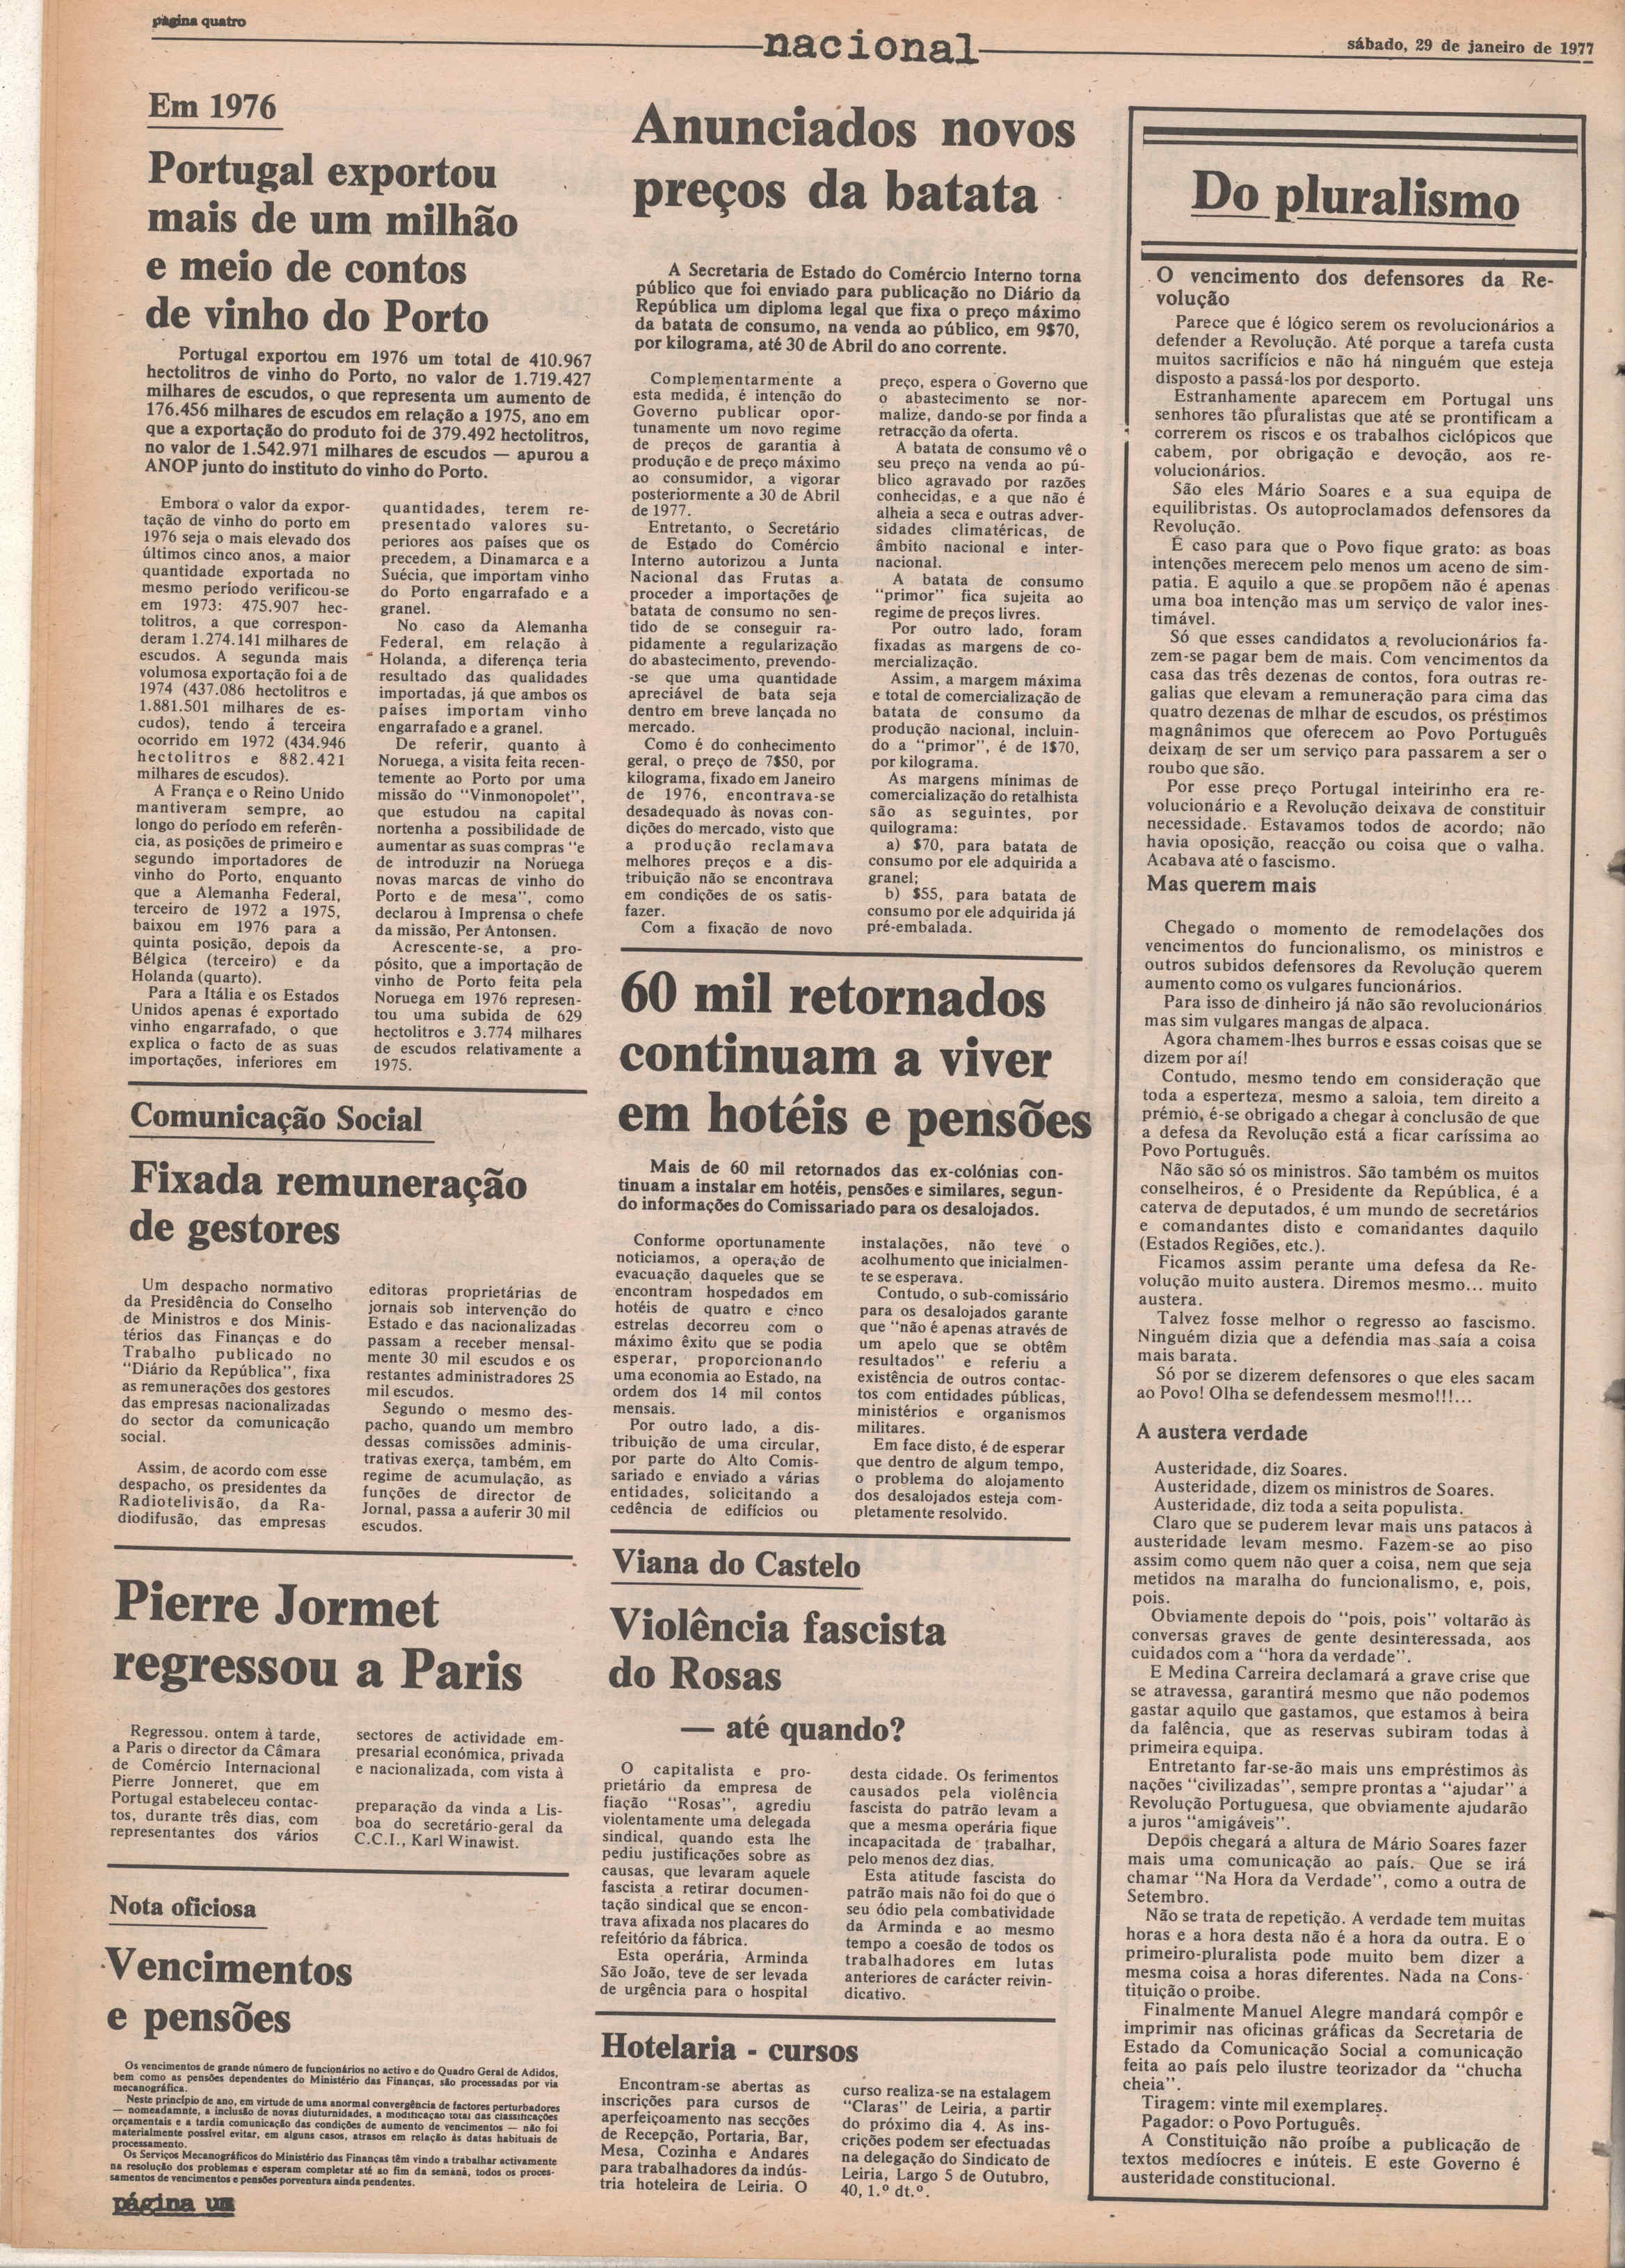 página quatro
nacional
sábado, 29 de janeiro de 1977
Em 1976
Portugal exportou
mais de um milhão
e meio de contos
de vinho do Porto
Portugal exportou em 1976 um total de 410.967
hectolitros de vinho do Porto, no valor de 1.719.427
milhares de escudos, o que representa um aumento de
176.456 milhares de escudos em relação a 1975, ano em
que a exportação do produto foi de 379.492 hectolitros,
no valor de 1.542.971 milhares de escudos — apurou a
ANOP junto do instituto do vinho do Porto.
Embora o valor da expor-
tação de vinho do porto em
1976 seja o mais elevado dos
últimos cinco anos, a maior
quantidade exportada no
mesmo período verificou-se
em 1973: 475.907 hec-
tolitros, a que correspon-
deram 1.274.141 milhares de
escudos. A segunda mais
volumosa exportação foi a de
1974 (437.086 hectolitros e
1.881.501 milhares de es-
cudos), tendo á terceira
ocorrido em 1972 (434.946
hectolitros e 882.421
milhares de escudos).
A França e o Reino Unido
mantiveram sempre, ao
longo do período em referên-
cia, as posições de primeiro e
segundo importadores de
vinho do Porto, enquanto
que a Alemanha Federal,
terceiro de 1972 a 1975,
baixou em 1976 para a
quinta posição, depois da
Bélgica (terceiro) e da
Holanda (quarto).
Para a Itália e os Estados
Unidos apenas é exportado
vinho engarrafado, o que
explica o facto de as suas
importações, inferiores em
quantidades, terem re-
presentado valores su-
periores aos países que os
precedem, a Dinamarca e a
Suécia, que importam vinho
do Porto engarrafado e a
granel.
No caso da Alemanha
Federal, em relação à
Holanda, a diferença teria
resultado das qualidades
importadas, já que ambos os
países importam vinho
engarrafado e a granel.
De referir, quanto à
Noruega, a visita feita recen-
temente ao Porto por uma
missão do "Vinmonopolet",
que estudou na capital
nortenha a possibilidade de
aumentar as suas compras "e
de introduzir na Noruega
novas marcas de vinho do
Porto e de mesa", como
declarou à Imprensa o chefe
da missão, Per Antonsen.
Acrescente-se, a pro-
pósito, que a importação de
vinho de Porto feita pela
Noruega em 1976 represen-
tou uma subida de 629
hectolitros e 3.774 milhares
de escudos relativamente a
1975.
Comunicação Social
Fixada remuneração
de gestores
Um despacho normativo
da Presidência do Conselho
de Ministros e dos Minis-
térios das Finanças e do
Trabalho publicado no
"Diário da República", fixa
as remunerações dos gestores
das empresas nacionalizadas
do sector da comunicação
social.
Assim, de acordo com esse
despacho, os presidentes da
Radiotelivisão, da Ra-
diodifusão, das empresas
editoras proprietárias de
jornais sob intervenção do
Estado e das nacionalizadas
passam a receber mensal-
mente 30 mil escudos e os
restantes administradores 25
mil escudos.
Segundo o mesmo des-
pacho, quando um membro
dessas comissões adminis-
trativas exerça, também, em
regime de acumulação, as
funções de director de
Jornal, passa a auferir 30 mil
escudos.
Pierre Jormet
regressou a Paris
Regressou. ontem à tarde,
a Paris o director da Câmara
de Comércio Internacional
Pierre Jonneret, que em
Portugal estabeleceu contac-
tos, durante três dias, com
representantes dos vários
sectores de actividade em-
presarial económica, privada
e nacionalizada, com vista à
preparação da vinda a Lis-
boa do secretário-geral da
C.C.I., Karl Winawist.
Nota oficiosa
Vencimentos
e pensões
Os vencimentos de grande número de funcionários no activo e do Quadro Geral de Adidos,
bem como as pensões dependentes do Ministério das Finanças, são processadas por via
mecanográfica.
Neste princípio de ano, em virtude de uma anormal convergência de factores perturbadores
— nomeadamnte, a inclusão de novas diuturnidades, a modificação total das classificações
orçamentais e a tardia comunicação das condições de aumento de vencimentos — não foi
materialmente possível evitar, em alguns casos, atrasos em relação às datas habituais de
processamento.
Os Serviços Mecanográficos do Ministério das Finanças têm vindo a trabalhar activamente
na resolução dos problemas e esperam completar até ao fim da semana, todos os proces-
samentos de vencimentos e pensões porventura ainda pendentes.
página um
Anunciados novos
preços da batata
A Secretaria de Estado do Comércio Interno torna
público que foi enviado para publicação no Diário da
República um diploma legal que fixa o preço máximo
da batata de consumo, na venda ao público, em 9$70,
por kilograma, até 30 de Abril do ano corrente.
Complementarmente a
esta medida, é intenção do
Governo publicar opor-
tunamente um novo regime
de preços de garantia à
produção e de preço máximo
ao consumidor, a vigorar
posteriormente a 30 de Abril
de 1977.
Entretanto, o Secretário
de Estado do Comércio
Interno autorizou a Junta
Nacional das Frutas a
proceder a importações de
batata de consumo no sen-
tido de se conseguir ra-
pidamente a regularização
do abastecimento, prevendo-
-se que uma quantidade
apreciável de bata seja
dentro em breve lançada no
mercado.
Como é do conhecimento
geral, o preço de 7$50, por
kilograma, fixado em Janeiro
de 1976, encontrava-se
desadequado às novas con-
dições do mercado, visto que
a produção reclamava
melhores preços e a dis-
tribuição não se encontrava
em condições de os satis-
fazer.
Com a fixação de novo
preço, espera o Governo que
o abastecimento se nor-
malize, dando-se por finda a
retracção da oferta.
A batata de consumo vê o
seu preço na venda ao pú-
blico agravado por razões
conhecidas, e a que não é
alheia a seca e outras adver-
sidades climatéricas, de
âmbito nacional e inter-
nacional.
A batata de consumo
"primor" fica sujeita ao
regime de preços livres.
Por outro lado, foram
fixadas as margens de co-
mercialização.
Assim, a margem máxima
e total de comercialização de
batata de consumo da
produção nacional, incluin-
do a "primor", é de 1$70,
por kilograma.
As margens mínimas de
comercialização do retalhista
são as seguintes, por
quilograma:
a) $70, para batata de
consumo por ele adquirida a
granel;
b) $55, para batata de
consumo por ele adquirida já
pré-embalada.
60 mil retornados
continuam a viver
em hotéis e pensões
Mais de 60 mil retornados das ex-colónias con-
tinuam a instalar em hotéis, pensões e similares, segun-
do informações do Comissariado para os desalojados.
Conforme oportunamente
noticiamos, a operação de
evacuação daqueles que se
encontram hospedados em
hotéis de quatro e cinco
estrelas decorreu com o
máximo êxito que se podia
esperar, proporcionando
uma economia ao Estado, na
ordem dos 14 mil contos
mensais.
Por outro lado, a dis-
tribuição de uma circular,
por parte do Alto Comis-
sariado e enviado a várias
entidades, solicitando a
cedência de edifícios ou
instalações, não teve o
acolhumento que inicialmen-
te se esperava.
Contudo, o sub-comissário
para os desalojados garante
que "não é apenas através de
um apelo que se obtêm
resultados" e referiu a
existência de outros contac-
tos com entidades públicas,
ministérios e organismos
militares.
Em face disto, é de esperar
que dentro de algum tempo,
o problema do alojamento
dos desalojados esteja com-
pletamente resolvido.
Viana do Castelo
Violência fascista
do Rosas
— até quando?
O capitalista e pro-
prietário da empresa de
fiação "Rosas", agrediu
violentamente uma delegada
sindical, quando esta lhe
pediu justificações sobre as
causas, que levaram aquele
fascista a retirar documen-
tação sindical que se encon-
trava afixada nos placares do
refeitório da fábrica.
Esta operária, Arminda
São João, teve de ser levada
de urgência para o hospital
desta cidade. Os ferimentos
causados pela violência
fascista do patrão levam a
que a mesma operária fique
incapacitada de trabalhar,
pelo menos dez dias.
Esta atitude fascista do
patrão mais não foi do que o
seu ódio pela combatividade
da Arminda e ao mesmo
tempo a coesão de todos os
trabalhadores em lutas
anteriores de carácter reivin-
dicativo.
Hotelaria - cursos
Encontram-se abertas as
inscrições para cursos de
aperfeiçoamento nas secções
de Recepção, Portaria, Bar,
Mesa, Cozinha e Andares
para trabalhadores da indús-
tria hoteleira de Leiria. O
curso realiza-se na estalagem
"Claras" de Leiria, a partir
do próximo dia 4. As ins-
crições podem ser efectuadas
na delegação do Sindicato de
Leiria, Largo 5 de Outubro,
40, 1.º dt.º.
Do pluralismo
O vencimento dos defensores da Re-
volução
Parece que é lógico serem os revolucionários a
defender a Revolução. Até porque a tarefa custa
muitos sacrifícios e não há ninguém que esteja
disposto a passá-los por desporto.
Estranhamente aparecem em Portugal uns
senhores tão pluralistas que até se prontificam a
correrem os riscos e os trabalhos ciclópicos que
cabem, por obrigação e devoção, aos re-
volucionários.
São eles Mário Soares e a sua equipa de
equilibristas. Os autoproclamados defensores da
Revolução.
É caso para que o Povo fique grato: as boas
intenções merecem pelo menos um aceno de sim-
patia. E aquilo a que se propõem não é apenas
uma boa intenção mas um serviço de valor ines-
timável.
Só que esses candidatos a revolucionários fa-
zem-se pagar bem de mais. Com vencimentos da
casa das três dezenas de contos, fora outras re-
galias que elevam a remuneração para cima das
quatro dezenas de mlhar de escudos, os préstimos
magnânimos que oferecem ao Povo Português
deixam de ser um serviço para passarem a ser o
roubo que são.
Por esse preço Portugal inteirinho era re-
volucionário e a Revolução deixava de constituir
necessidade. Estavamos todos de acordo; não
havia oposição, reacção ou coisa que o valha.
Acabava até o fascismo.
Mas querem mais
Chegado o momento de remodelações dos
vencimentos do funcionalismo, os ministros e
outros subidos defensores da Revolução querem
aumento como os vulgares funcionários.
Para isso de dinheiro já não são revolucionários
mas sim vulgares mangas de alpaca.
Agora chamem-lhes burros e essas coisas que se
dizem por aí!
Contudo, mesmo tendo em consideração que
toda a esperteza, mesmo a saloia, tem direito a
prémio, é-se obrigado a chegar à conclusão de que
a defesa da Revolução está a ficar caríssima ao
Povo Português.
Não são só os ministros. São também os muitos
conselheiros, é o Presidente da República, é a
caterva de deputados, é um mundo de secretários
e comandantes disto e comandantes daquilo
(Estados Regiões, etc.).
Ficamos assim perante uma defesa da Re-
volução muito austera. Diremos mesmo... muito
austera.
Talvez fosse melhor o regresso ao fascismo.
Ninguém dizia que a defendia mas saía a coisa
mais barata.
Só por se dizerem defensores o que eles sacam
ao Povo! Olha se defendessem mesmo!!!...
A austera verdade
Austeridade, diz Soares.
Austeridade, dizem os ministros de Soares.
Austeridade, diz toda a seita populista.
Claro que se puderem levar mais uns patacos à
austeridade levam mesmo. Fazem-se ao piso
assim como quem não quer a coisa, nem que seja
metidos na maralha do funcionalismo, e, pois,
pois.
Obviamente depois do "pois, pois" voltarão às
conversas graves de gente desinteressada, aos
cuidados com a "hora da verdade".
E Medina Carreira declamará a grave crise que
se atravessa, garantirá mesmo que não podemos
gastar aquilo que gastamos, que estamos à beira
da falência, que as reservas subiram todas à
primeira equipa.
Entretanto far-se-ão mais uns empréstimos às
nações "civilizadas", sempre prontas a "ajudar" a
Revolução Portuguesa, que obviamente ajudarão
a juros "amigáveis".
Depois chegará a altura de Mário Soares fazer
mais uma comunicação ao país. Que se irá
chamar "Na Hora da Verdade", como a outra de
Setembro.
Não se trata de repetição. A verdade tem muitas
horas e a hora desta não é a hora da outra. E o
primeiro-pluralista pode muito bem dizer a
mesma coisa a horas diferentes. Nada na Cons-
tituição o proibe.
Finalmente Manuel Alegre mandará compôr e
imprimir nas oficinas gráficas da Secretaria de
Estado da Comunicação Social a comunicação
feita ao país pelo ilustre teorizador da "chucha
cheia".
Tiragem: vinte mil exemplares.
Pagador: o Povo Português.
A Constituição não proíbe a publicação de
textos medíocres e inúteis. E este Governo é
austeridade constitucional.